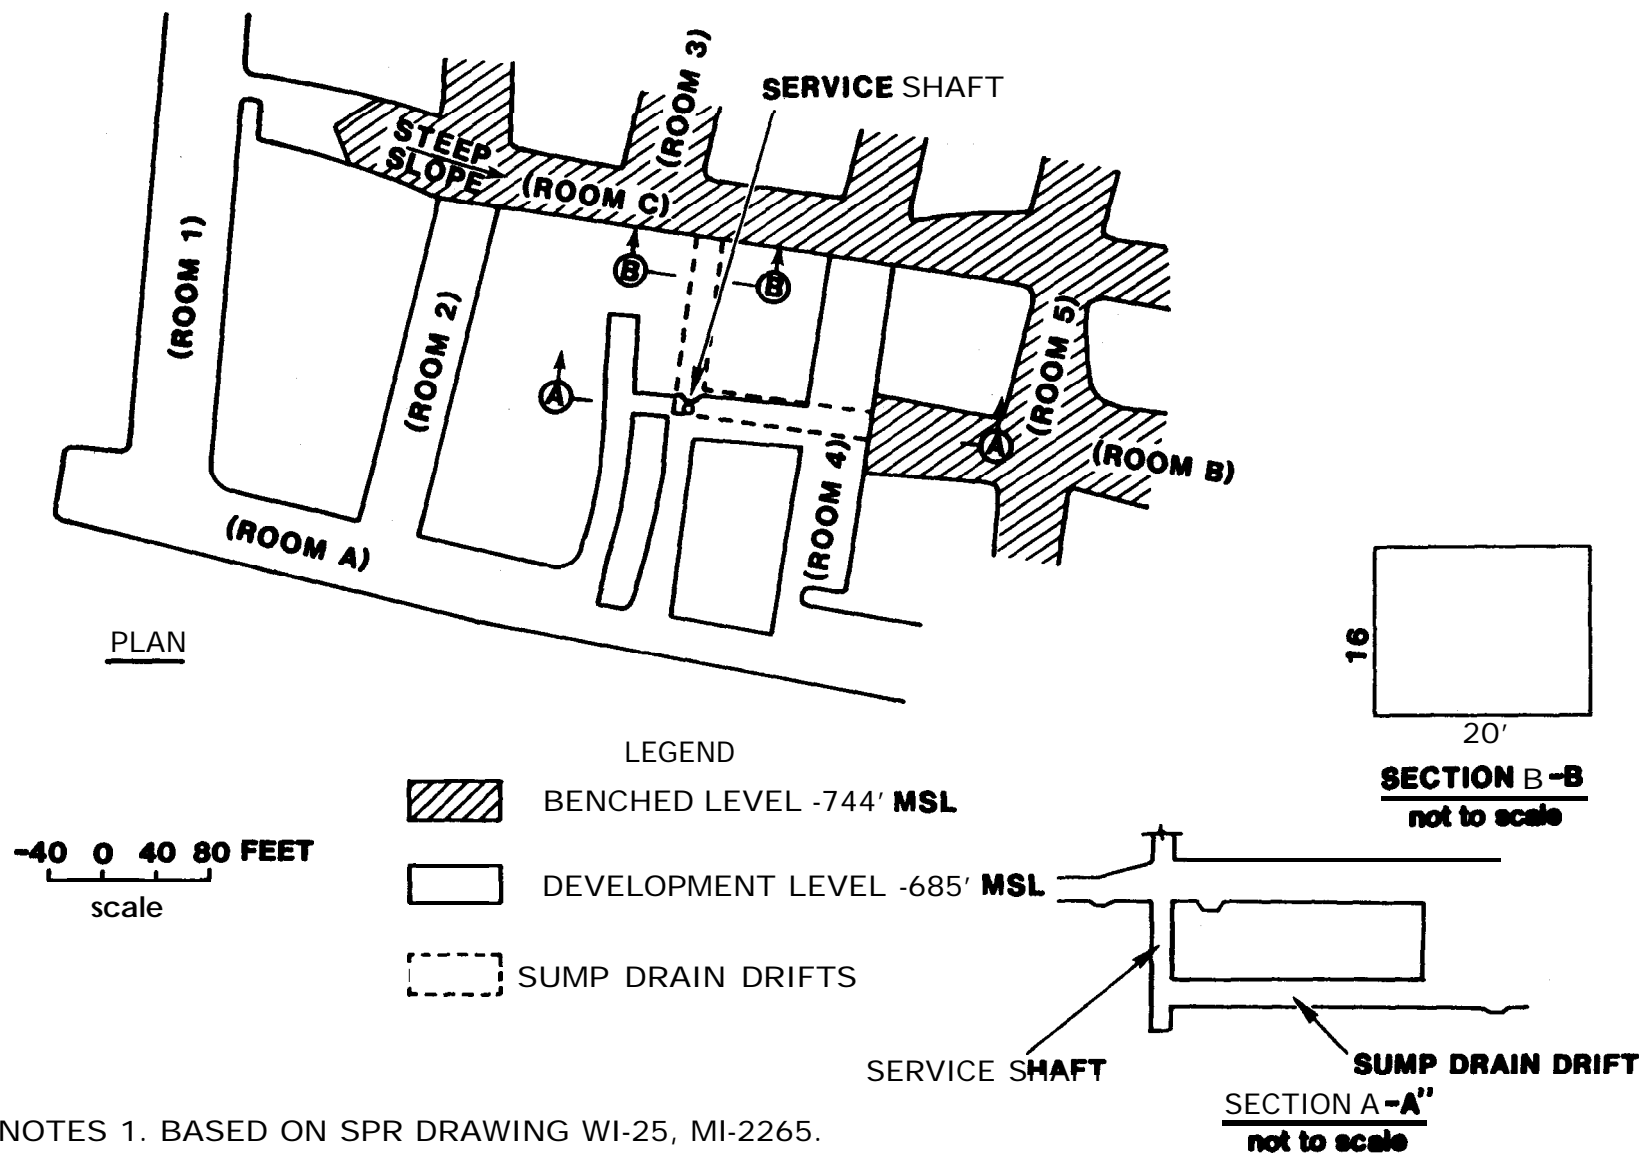 (ROOM 3)
SERVICE SHAFT
STEEP
SLOPE
(ROOM C)
(ROOM 1)
B
B
(ROOM 2)
(ROOM 5)
A
A
(ROOM B)
(ROOM 4)
(ROOM A)
PLAN
16
20'
SECTION B-B
not to scale
LEGEND
BENCHED LEVEL -744' MSL
-40 0 40 80 FEET
scale
DEVELOPMENT LEVEL -685' MSL
SUMP DRAIN DRIFTS
SERVICE SHAFT
SUMP DRAIN DRIFT
SECTION A-A"
not to scale
NOTES 1. BASED ON SPR DRAWING WI-25, MI-2265.